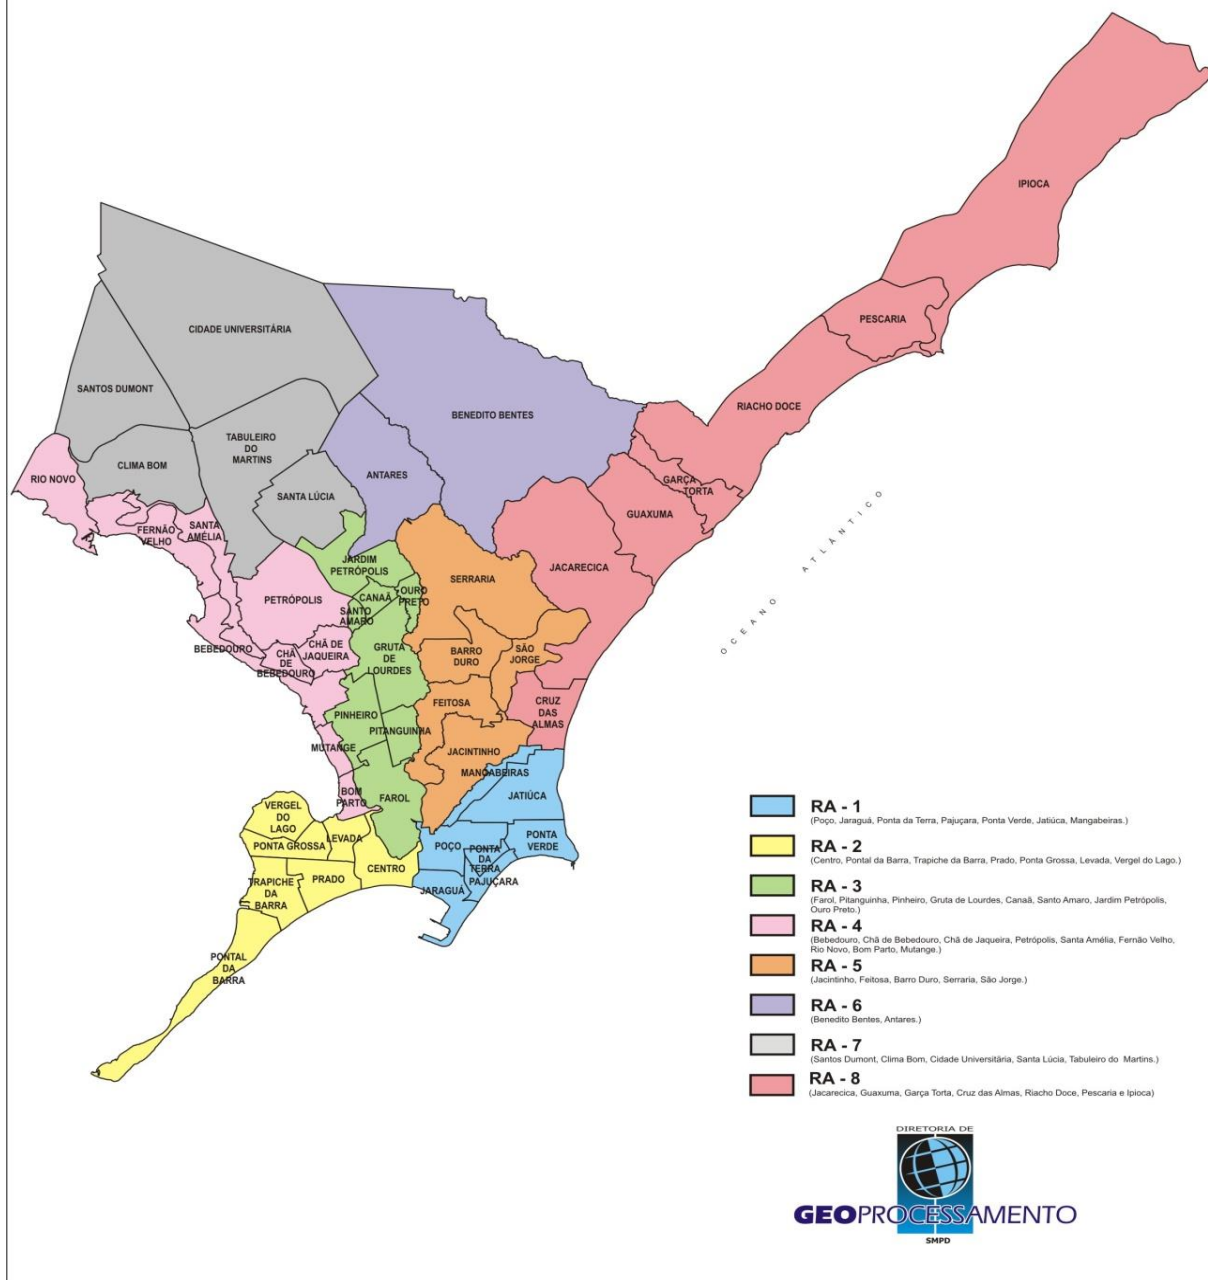 IPIOCA
PESCARIA
CIDADE UNIVERSITÁRIA
SANTOS DUMONT
RIACHO DOCE
BENEDITO BENTES
TABULEIRO
DO
MARTINS
CLIMA BOM
ANTARES
RIO NOVO
GARÇA
TORTA
SANTA LÚCIA
GUAXUMA
SANTA
AMÉLIA
FERNÃO
VELHO
OCEANO ATLÂNTICO
JARDIM
PETRÓPOLIS
JACARECICA
SERRARIA
OURO
PRETO
CANAÃ
PETRÓPOLIS
SANTO
AMARO
BEBEDOURO
CHÃ DE
JAQUEIRA
CHÃ
DE
BEBEDOURO
GRUTA
DE
LOURDES
BARRO
DURO
SÃO
JORGE
FEITOSA
CRUZ
DAS
ALMAS
PINHEIRO
PITANGUINHA
MUTANGE
JACINTINHO
MANGABEIRAS
BOM
PARTO
FAROL
JATIÚCA
VERGEL
DO
LAGO
LEVADA
PONTA GROSSA
POÇO
PONTA
DA
TERRA
PONTA
VERDE
CENTRO
PRADO
PAJUÇARA
JARAGUÁ
TRAPICHE
DA
BARRA
PONTAL
DA
BARRA
RA - 1
(Poço, Jaraguá, Ponta da Terra, Pajuçara, Ponta Verde, Jatiúca, Mangabeiras.)
RA - 2
(Centro, Pontal da Barra, Trapiche da Barra, Prado, Ponta Grossa, Levada, Vergel do Lago.)
RA - 3
(Farol, Pitanguinha, Pinheiro, Gruta de Lourdes, Canaã, Santo Amaro, Jardim Petrópolis,
Ouro Preto.)
RA - 4
(Bebedouro, Chã de Bebedouro, Chã de Jaqueira, Petrópolis, Santa Amélia, Fernão Velho,
Rio Novo, Bom Parto, Mutange.)
RA - 5
(Jacintinho, Feitosa, Barro Duro, Serraria, São Jorge.)
RA - 6
(Benedito Bentes, Antares.)
RA - 7
(Santos Dumont, Clima Bom, Cidade Universitária, Santa Lúcia, Tabuleiro do Martins.)
RA - 8
(Jacarecica, Guaxuma, Garça Torta, Cruz das Almas, Riacho Doce, Pescaria e Ipioca)
DIRETORIA DE
GEOPROCESSAMENTO
SMPD